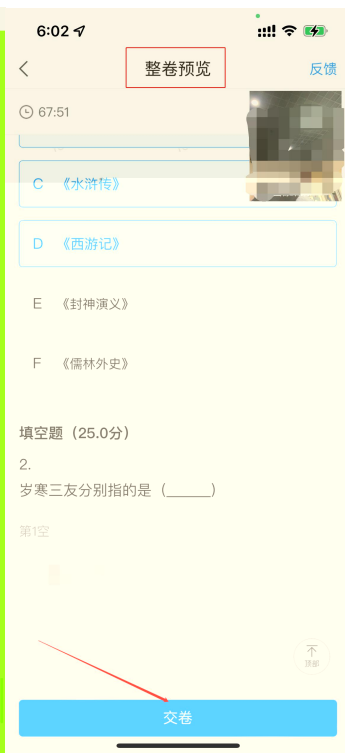 6:02
整卷预览
反馈
67:51
C 《水浒传》
D 《西游记》
E 《封神演义》
F 《儒林外史》
填空题（25.0分）
2.
岁寒三友分别指的是（_____）
第1空
顶部
交卷